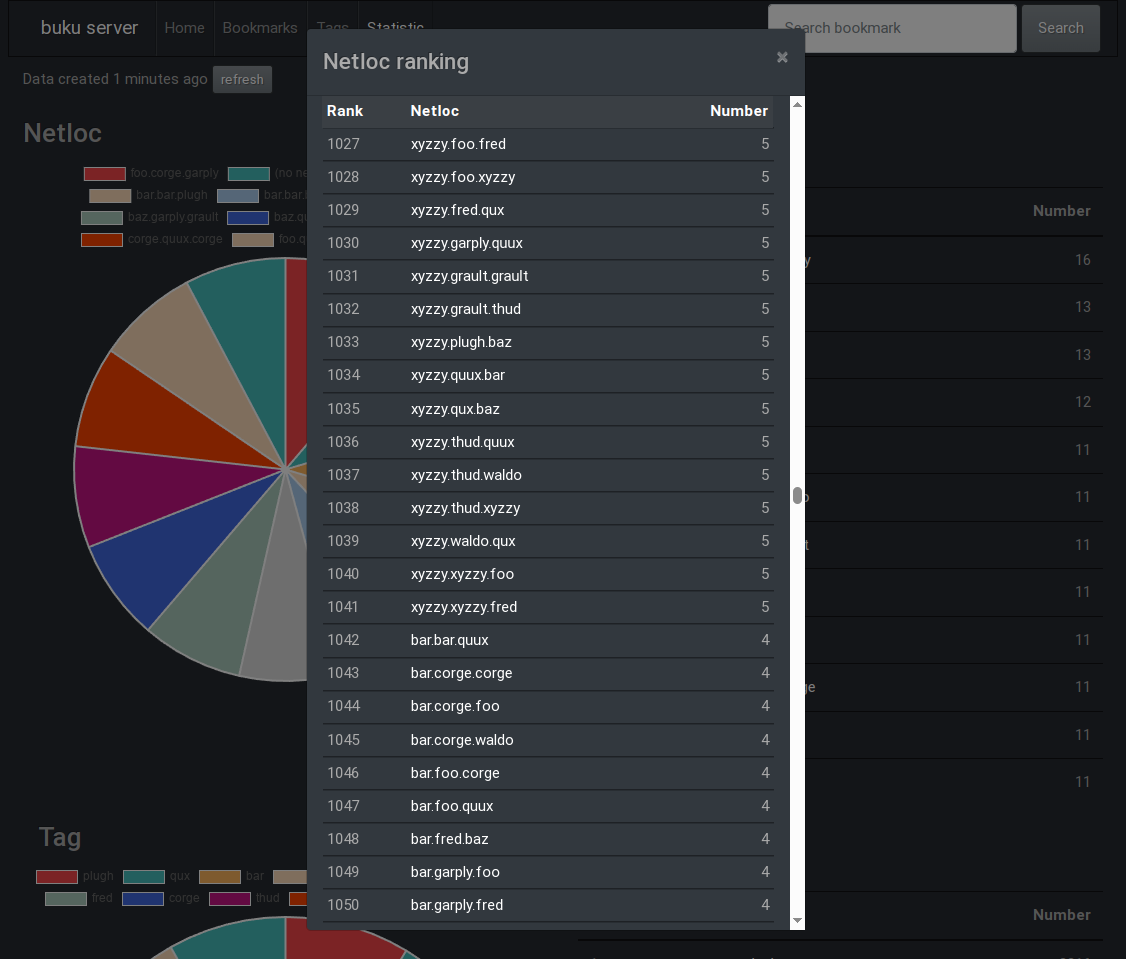 buku server Home Bookmarks Tags Statistic Search bookmark Search
Data created 1 minutes ago refresh
Netloc ranking ×
Netloc
Rank Netloc Number
1027 xyzzy.foo.fred 5
1028 xyzzy.foo.xyzzy 5
1029 xyzzy.fred.qux 5
1030 xyzzy.garply.quux 5
1031 xyzzy.grault.grault 5
1032 xyzzy.grault.thud 5
1033 xyzzy.plugh.baz 5
1034 xyzzy.quux.bar 5
1035 xyzzy.qux.baz 5
1036 xyzzy.thud.quux 5
1037 xyzzy.thud.waldo 5
1038 xyzzy.thud.xyzzy 5
1039 xyzzy.waldo.qux 5
1040 xyzzy.xyzzy.foo 5
1041 xyzzy.xyzzy.fred 5
1042 bar.bar.quux 4
1043 bar.corge.corge 4
1044 bar.corge.foo 4
1045 bar.corge.waldo 4
1046 bar.foo.corge 4
1047 bar.foo.quux 4
1048 bar.fred.baz 4
1049 bar.garply.foo 4
1050 bar.garply.fred 4
foo.corge.garply (no ne
bar.bar.plugh bar.bar.
baz.garply.grault baz.qu
corge.quux.corge foo.q
Number
y 16
13
13
12
11
11
t 11
11
11
ge 11
11
11
Tag
plugh qux bar
fred corge thud
Number